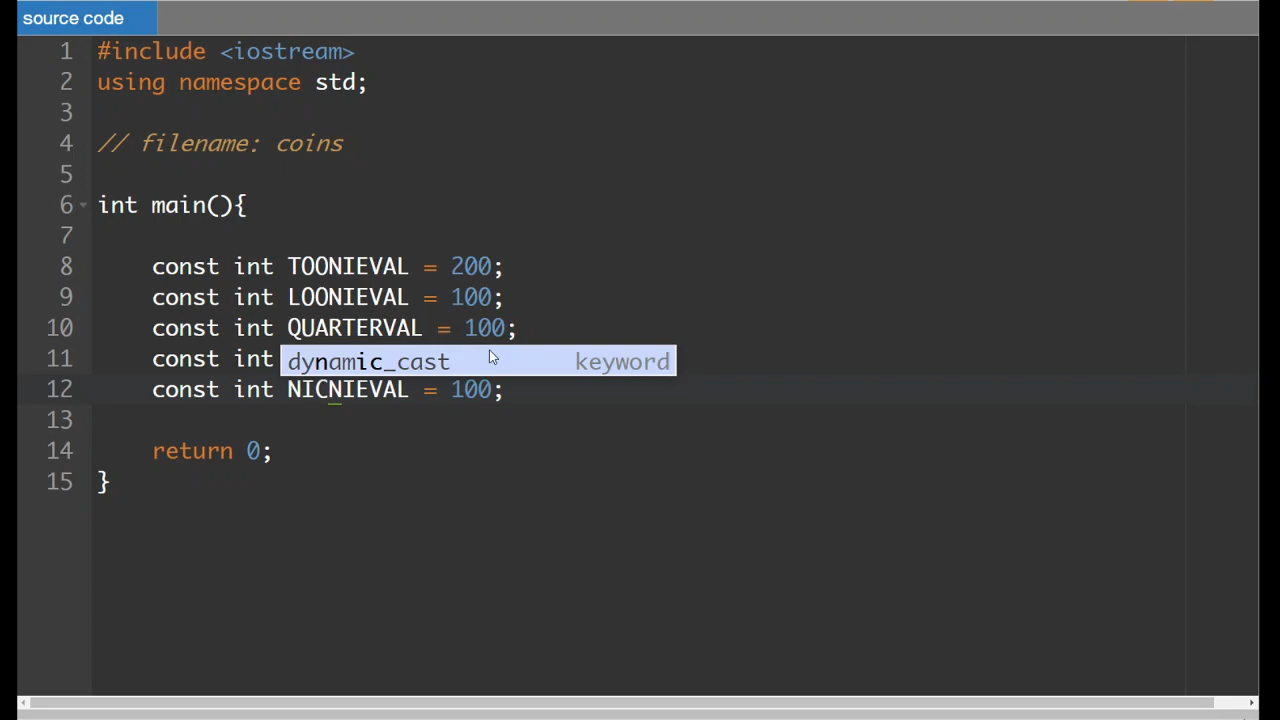 source code
1 #include <iostream>
2 using namespace std;
3
4 // filename: coins
5
6 int main(){
7
8 const int TOONIEVAL = 200;
9 const int LOONIEVAL = 100;
10 const int QUARTERVAL = 100;
11 const int dynamic_cast keyword
12 const int NICNIEVAL = 100;
13
14 return 0;
15 }